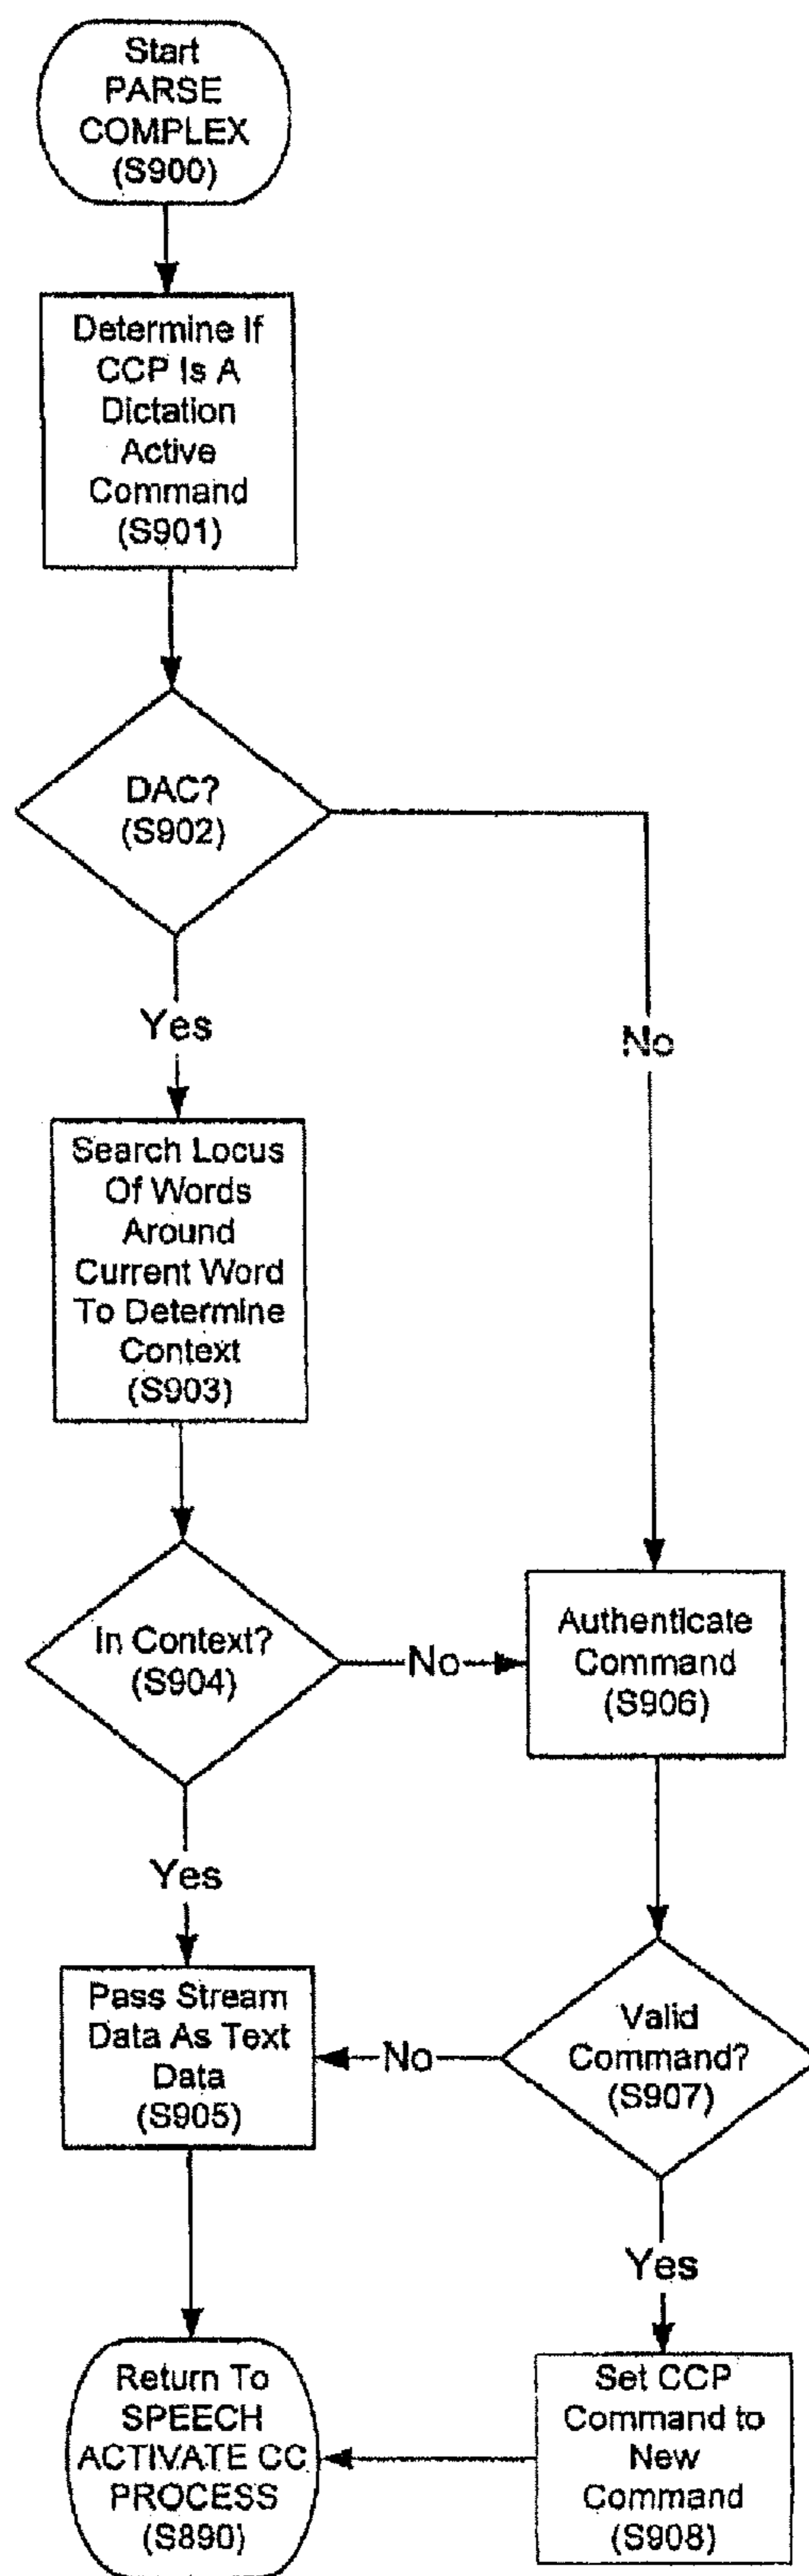 Start
PARSE
COMPLEX
(S900)
Determine If
CCP Is A
Dictation
Active
Command
(S901)
DAC?
(S902)
Yes
No
Search Locus
Of Words
Around
Current Word
To Determine
Context
(S903)
In Context?
(S904)
No
Authenticate
Command
(S906)
Yes
Pass Stream
Data As Text
Data
(S905)
No
Valid
Command?
(S907)
Yes
Return To
SPEECH
ACTIVATE CC
PROCESS
(S890)
Set CCP
Command to
New
Command
(S908)